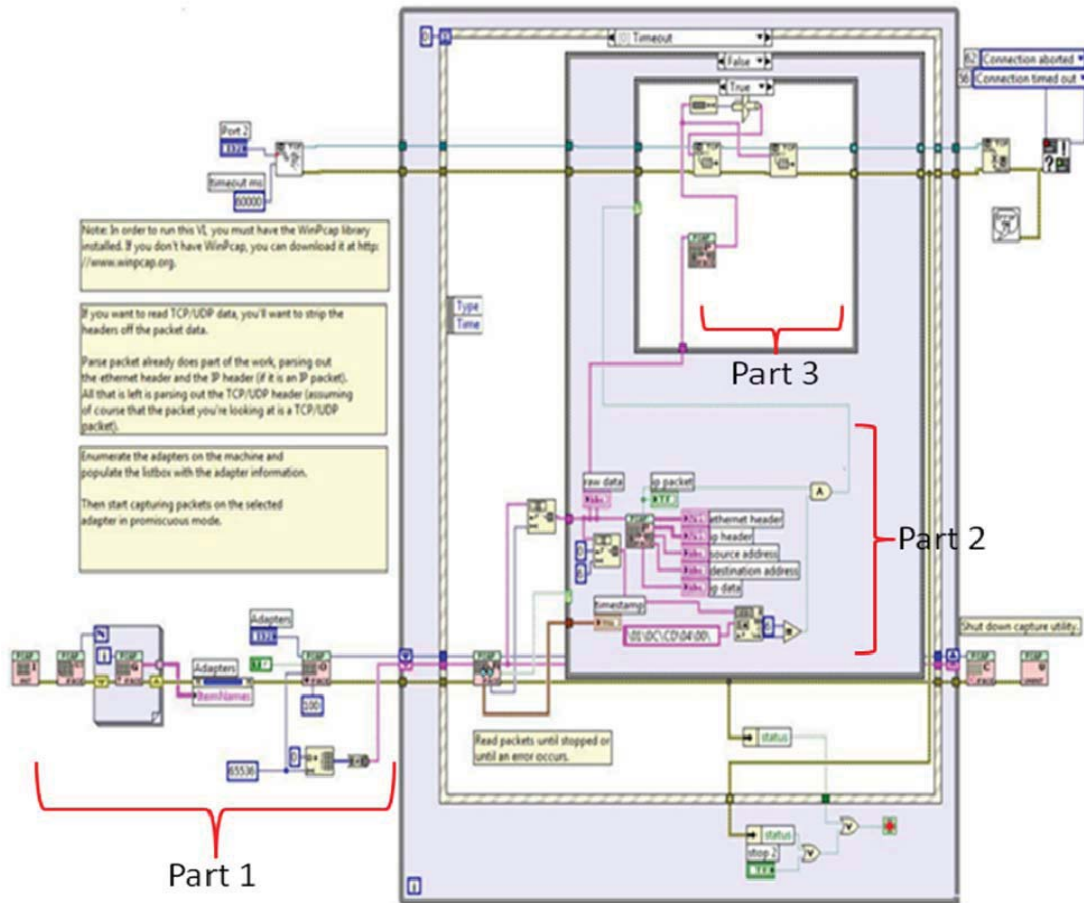 Timeout
False
True
62
Connection aborted
56
Connection timed out
Port 2
TCP
TCP
TCP
TCP
timeout ms
60000
Note: In order to run this VI, you must have the WinPcap library
installed. If you don't have WinPcap, you can download it at http:
//www.winpcap.org.
If you want to read TCP/UDP data, you'll want to strip the
headers off the packet data.
Parse packet already does part of the work, parsing out
the ethernet header and the IP header (if it is an IP packet).
All that is left is parsing out the TCP/UDP header (assuming
of course that the packet you're looking at is a TCP/UDP
packet).
Enumerate the adapters on the machine and
populate the listbox with the adapter information.
Then start capturing packets on the selected
adapter in promiscuous mode.
Type
Time
Part 3
raw data
ip packet
ethernet header
ip header
source address
destination address
ip data
timestamp
Part 2
Shut down capture utility.
Adapters
Adapters
ItemNames
100
65536
Read packets until stopped or
until an error occurs.
status
status
stop 2
Part 1